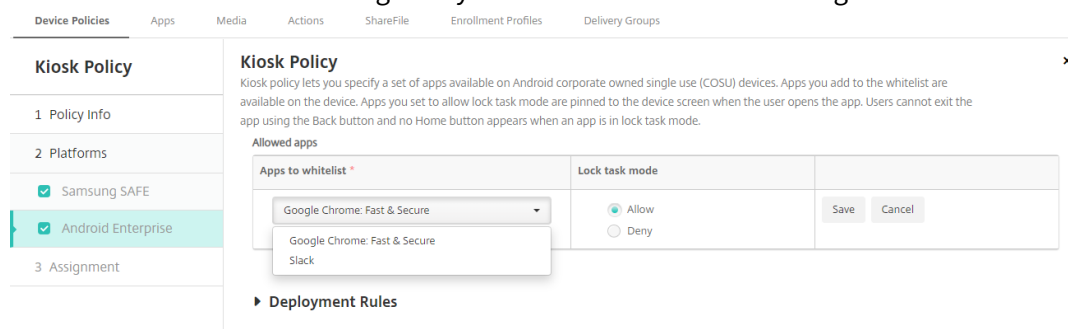 Device Policies Apps Media Actions ShareFile Enrollment Profiles Delivery Groups
Kiosk Policy
1 Policy Info
2 Platforms
Samsung SAFE
Android Enterprise
3 Assignment
Kiosk Policy
Kiosk policy lets you specify a set of apps available on Android corporate owned single use (COSU) devices. Apps you add to the whitelist are
available on the device. Apps you set to allow lock task mode are pinned to the device screen when the user opens the app. Users cannot exit the
app using the Back button and no Home button appears when an app is in lock task mode.
Allowed apps
Apps to whitelist * Lock task mode
Google Chrome: Fast & Secure Allow Save Cancel
Deny
Google Chrome: Fast & Secure
Slack
Deployment Rules